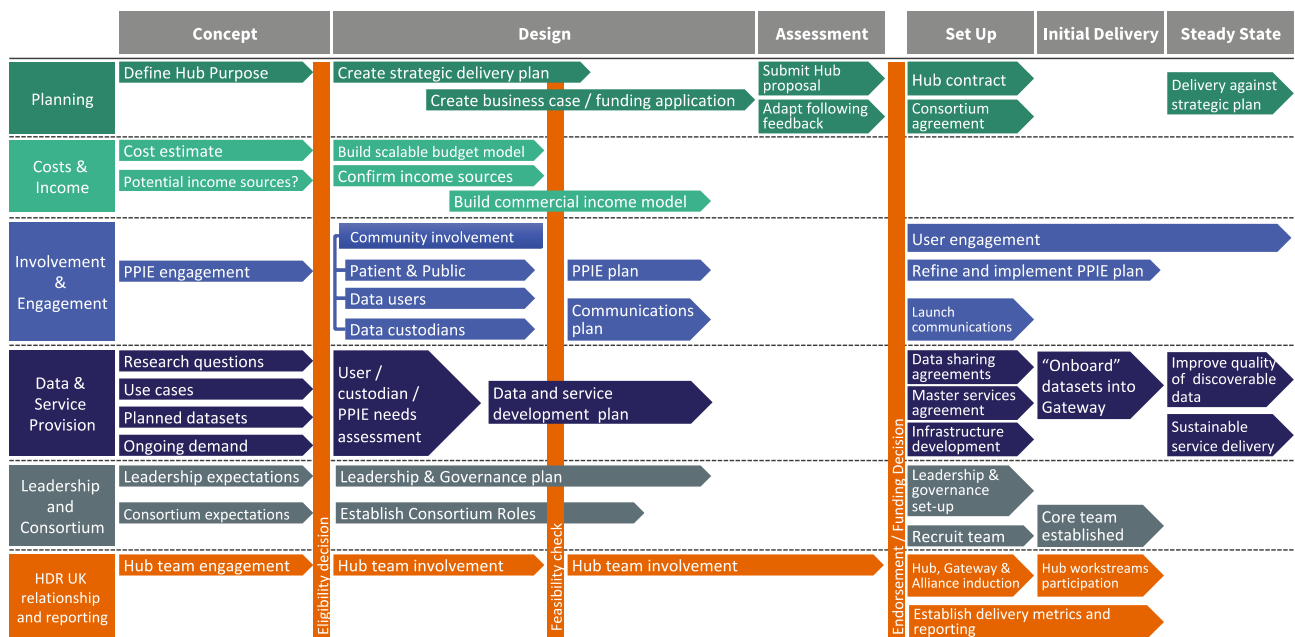 Concept
Design
Assessment
Set Up
Initial Delivery
Steady State
Planning
Define Hub Purpose
Create strategic delivery plan
Create business case / funding application
Submit Hub
proposal
Adapt following
feedback
Hub contract
Consortium
agreement
Delivery against
strategic plan
Costs &
Income
Cost estimate
Potential income sources?
Build scalable budget model
Confirm income sources
Build commercial income model
Involvement
&
Engagement
PPIE engagement
Community involvement
Patient & Public
Data users
Data custodians
PPIE plan
Communications
plan
User engagement
Refine and implement PPIE plan
Launch
communications
Data &
Service
Provision
Research questions
Use cases
Planned datasets
Ongoing demand
User /
custodian /
PPIE needs
assessment
Data and service
development plan
Data sharing
agreements
Master services
agreement
Infrastructure
development
“Onboard”
datasets into
Gateway
Improve quality
of discoverable
data
Sustainable
service delivery
Leadership
and
Consortium
Leadership expectations
Consortium expectations
Leadership & Governance plan
Establish Consortium Roles
Leadership &
governance
set-up
Recruit team
Core team
established
HDR UK
relationship
and reporting
Hub team engagement
Hub team involvement
Hub team involvement
Hub, Gateway &
Alliance induction
Hub workstreams
participation
Establish delivery metrics and
reporting
Eligibility decision
Feasibility check
Endorsement / Funding Decision